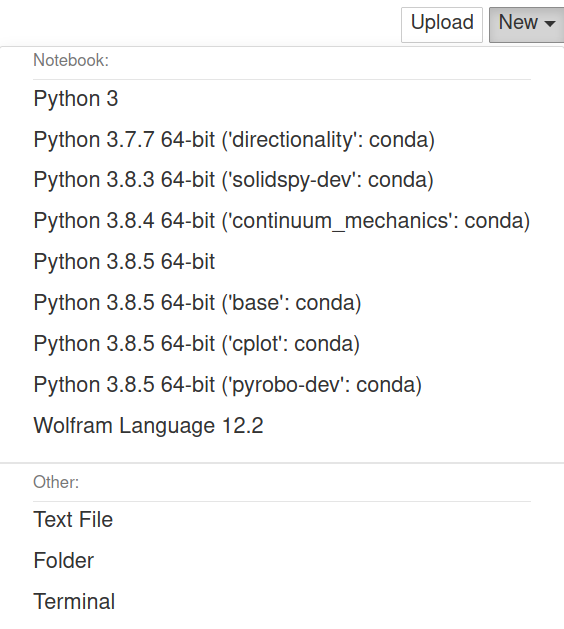 Upload New
Notebook:
Python 3
Python 3.7.7 64-bit ('directionality': conda)
Python 3.8.3 64-bit ('solidspy-dev': conda)
Python 3.8.4 64-bit ('continuum_mechanics': conda)
Python 3.8.5 64-bit
Python 3.8.5 64-bit ('base': conda)
Python 3.8.5 64-bit ('cplot': conda)
Python 3.8.5 64-bit ('pyrobo-dev': conda)
Wolfram Language 12.2
Other:
Text File
Folder
Terminal